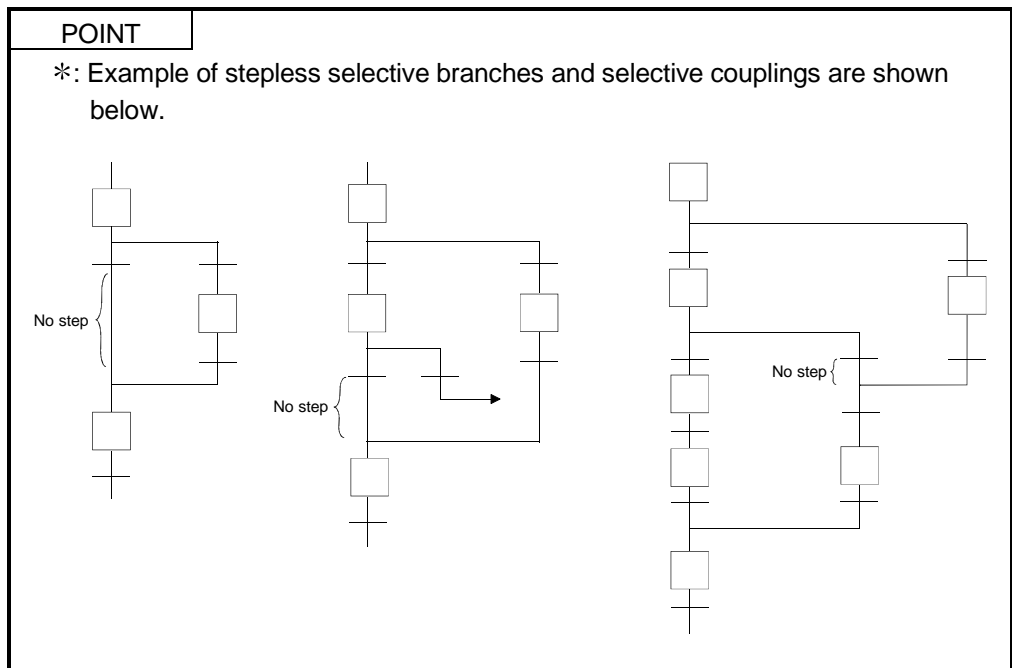 POINT
*: Example of stepless selective branches and selective couplings are shown
below.
No step
No step
No step